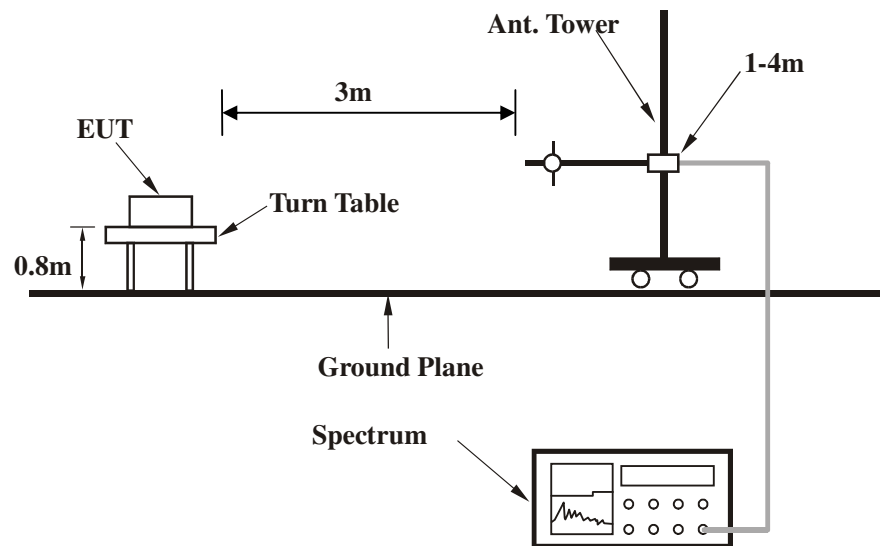 Ant. Tower
1-4m
3m
EUT
Turn Table
0.8m
Ground Plane
Spectrum